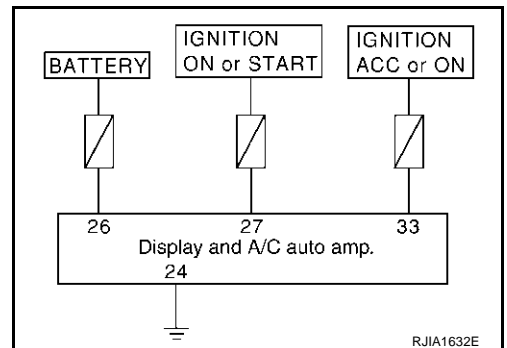 BATTERY
IGNITION
ON or START
IGNITION
ACC or ON
26 27 33
Display and A/C auto amp.
24
RJIA1632E